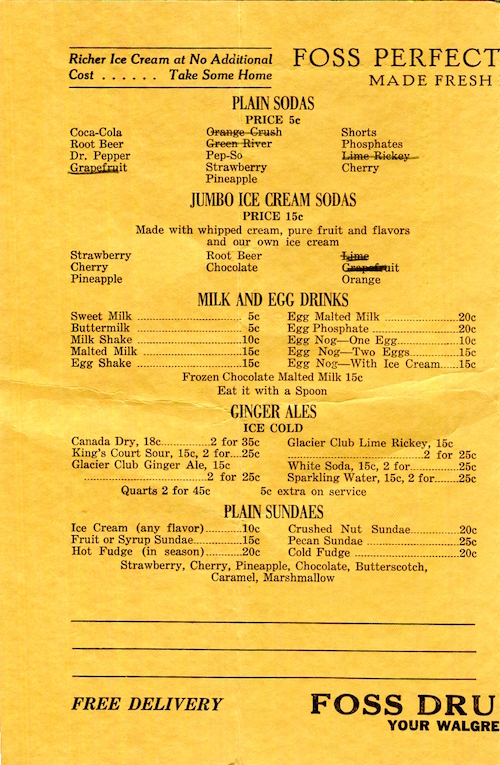 Richer Ice Cream at No Additional
Cost . . . . . . Take Some Home
FOSS PERFECT
MADE FRESH
PLAIN SODAS
PRICE 5c
Coca-Cola Orange Crush Shorts
Root Beer Green River Phosphates
Dr. Pepper Pep-So Lime Rickey
Grapefruit Strawberry Cherry
Pineapple
JUMBO ICE CREAM SODAS
PRICE 15c
Made with whipped cream, pure fruit and flavors
and our own ice cream
Strawberry Root Beer Lime
Cherry Chocolate Grapefruit
Pineapple Orange
MILK AND EGG DRINKS
Sweet Milk ........................ 5c Egg Malted Milk ..................20c
Buttermilk ........................ 5c Egg Phosphate ....................20c
Milk Shake ........................10c Egg Nog—One Egg..............10c
Malted Milk ......................15c Egg Nog—Two Eggs...........15c
Egg Shake ........................15c Egg Nog—With Ice Cream.....15c
Frozen Chocolate Malted Milk 15c
Eat it with a Spoon
GINGER ALES
ICE COLD
Canada Dry, 18c............2 for 35c Glacier Club Lime Rickey, 15c
King's Court Sour, 15c, 2 for....25c ..................................2 for 25c
Glacier Club Ginger Ale, 15c White Soda, 15c, 2 for...........25c
..............................2 for 25c Sparkling Water, 15c, 2 for......25c
Quarts 2 for 45c 5c extra on service
PLAIN SUNDAES
Ice Cream (any flavor)..........10c Crushed Nut Sundae............20c
Fruit or Syrup Sundae............15c Pecan Sundae .......................25c
Hot Fudge (in season)..........20c Cold Fudge ..........................20c
Strawberry, Cherry, Pineapple, Chocolate, Butterscotch,
Caramel, Marshmallow
FREE DELIVERY
FOSS DRU
YOUR WALGRE